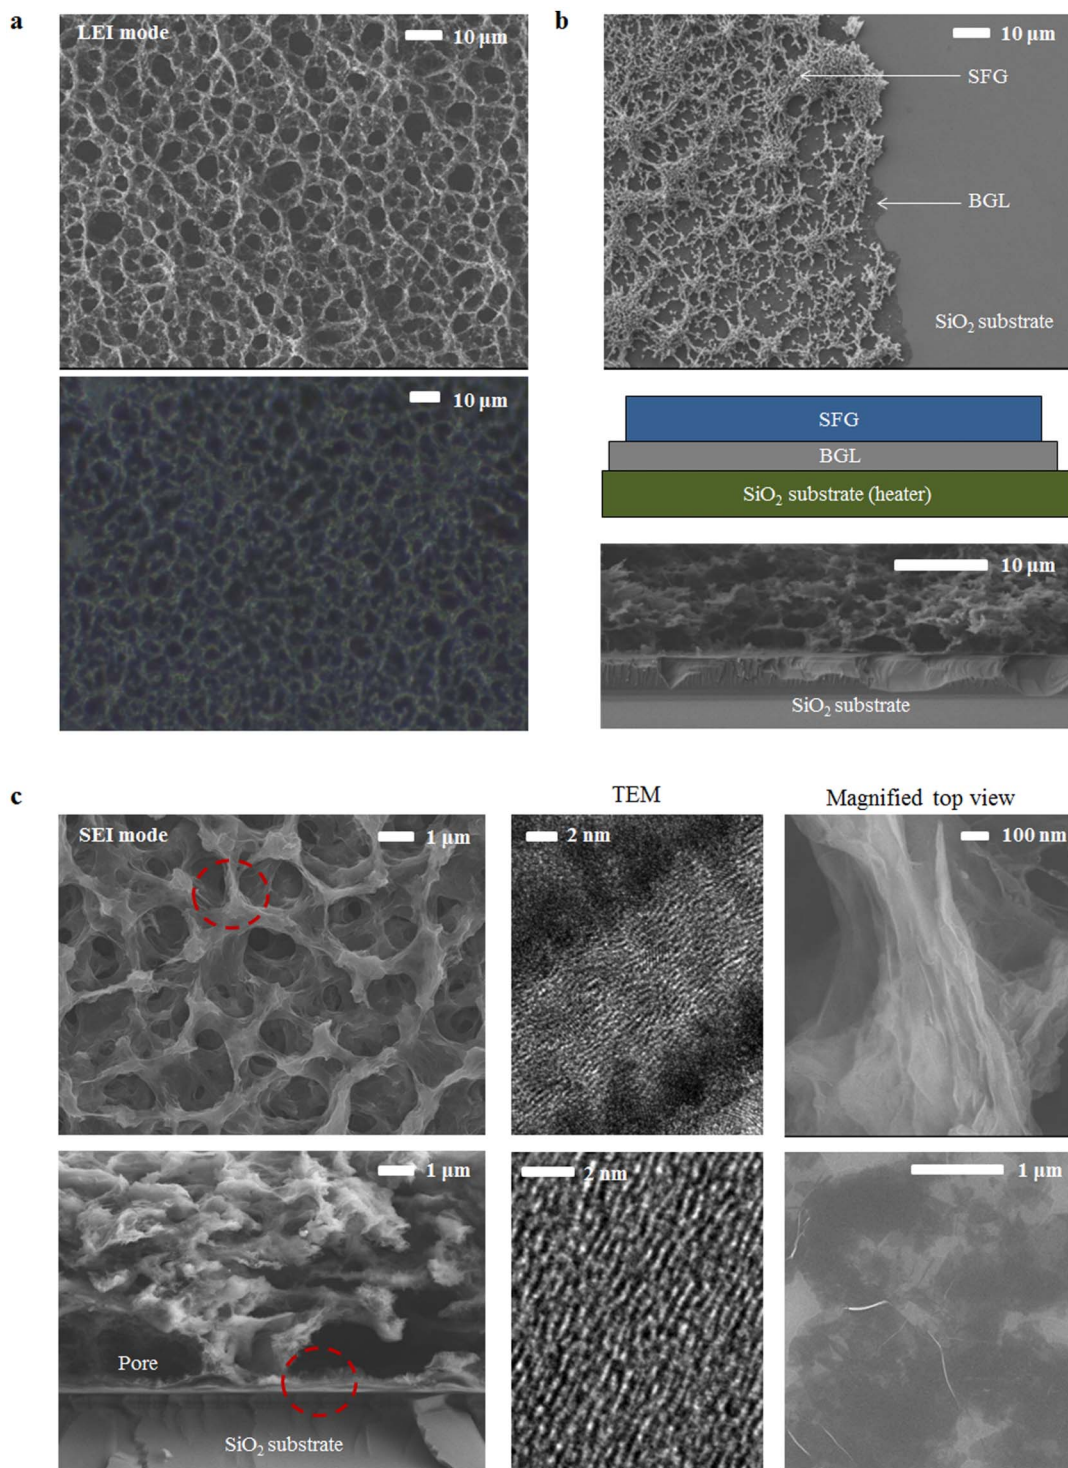 a
LEI mode
10 μm
10 μm
b
10 μm
SFG
BGL
SiO₂ substrate
SFG
BGL
SiO₂ substrate (heater)
10 μm
SiO₂ substrate
c
SEI mode
1 μm
TEM
2 nm
Magnified top view
100 nm
1 μm
Pore
SiO₂ substrate
2 nm
1 μm